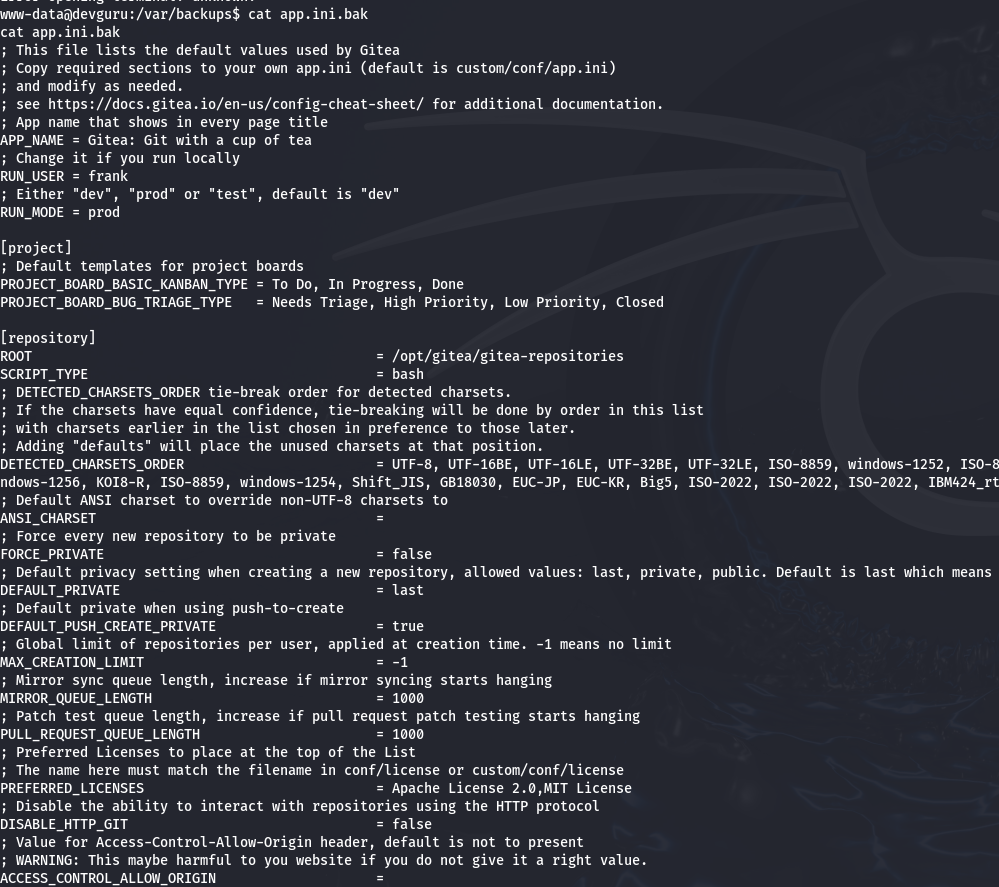 www-data@devguru:/var/backups$ cat app.ini.bak
cat app.ini.bak
; This file lists the default values used by Gitea
; Copy required sections to your own app.ini (default is custom/conf/app.ini)
; and modify as needed.
; see https://docs.gitea.io/en-us/config-cheat-sheet/ for additional documentation.
; App name that shows in every page title
APP_NAME = Gitea: Git with a cup of tea
; Change it if you run locally
RUN_USER = frank
; Either "dev", "prod" or "test", default is "dev"
RUN_MODE = prod
[project]
; Default templates for project boards
PROJECT_BOARD_BASIC_KANBAN_TYPE = To Do, In Progress, Done
PROJECT_BOARD_BUG_TRIAGE_TYPE   = Needs Triage, High Priority, Low Priority, Closed
[repository]
ROOT                                           = /opt/gitea/gitea-repositories
SCRIPT_TYPE                                    = bash
; DETECTED_CHARSETS_ORDER tie-break order for detected charsets.
; If the charsets have equal confidence, tie-breaking will be done by order in this list
; with charsets earlier in the list chosen in preference to those later.
; Adding "defaults" will place the unused charsets at that position.
DETECTED_CHARSETS_ORDER                        = UTF-8, UTF-16BE, UTF-16LE, UTF-32BE, UTF-32LE, ISO-8859, windows-1252, ISO-8
ndows-1256, KOI8-R, ISO-8859, windows-1254, Shift_JIS, GB18030, EUC-JP, EUC-KR, Big5, ISO-2022, ISO-2022, ISO-2022, IBM424_rt
; Default ANSI charset to override non-UTF-8 charsets to
ANSI_CHARSET                                   =
; Force every new repository to be private
FORCE_PRIVATE                                  = false
; Default privacy setting when creating a new repository, allowed values: last, private, public. Default is last which means
DEFAULT_PRIVATE                                = last
; Default private when using push-to-create
DEFAULT_PUSH_CREATE_PRIVATE                    = true
; Global limit of repositories per user, applied at creation time. -1 means no limit
MAX_CREATION_LIMIT                             = -1
; Mirror sync queue length, increase if mirror syncing starts hanging
MIRROR_QUEUE_LENGTH                            = 1000
; Patch test queue length, increase if pull request patch testing starts hanging
PULL_REQUEST_QUEUE_LENGTH                      = 1000
; Preferred Licenses to place at the top of the List
; The name here must match the filename in conf/license or custom/conf/license
PREFERRED_LICENSES                             = Apache License 2.0,MIT License
; Disable the ability to interact with repositories using the HTTP protocol
DISABLE_HTTP_GIT                               = false
; Value for Access-Control-Allow-Origin header, default is not to present
; WARNING: This maybe harmful to you website if you do not give it a right value.
ACCESS_CONTROL_ALLOW_ORIGIN                    =